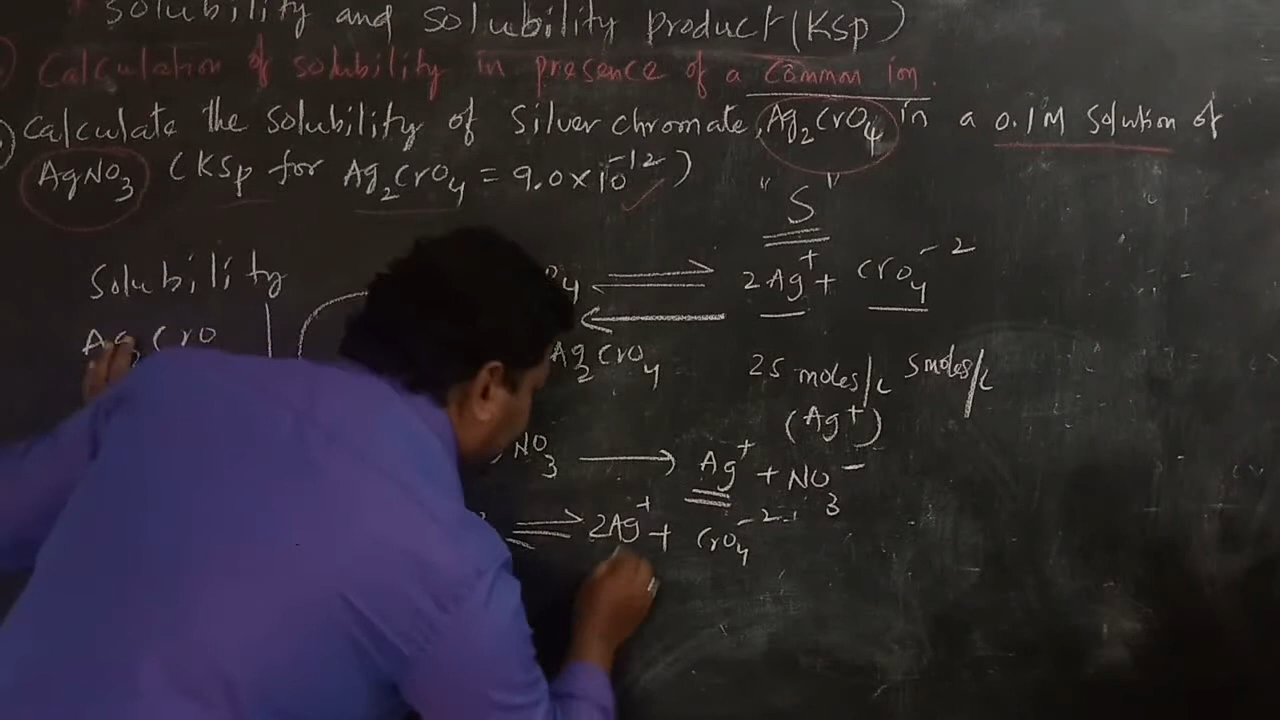 Solubility and Solubility Product (Ksp)
Calculation of solubility in presence of a common ion.
Calculate the solubility of Silver chromate, Ag2CrO4 in a 0.1M Solution of
AgNO3 (KSp for Ag2CrO4 = 9.0×10^-12)
"S"
Solubility
⇌ 2Ag+ + CrO4^-2
Ag2CrO4
2S moles/L S moles/L
(Ag+)
NO3 → Ag+ + NO3-
⇌ 2Ag+ + CrO4^-2